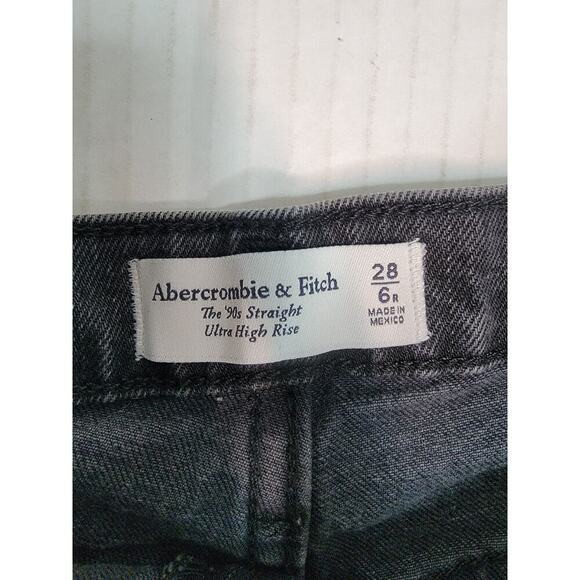 Abercrombie & Fitch
The '90s Straight
Ultra High Rise
28
6R
MADE IN
MEXICO